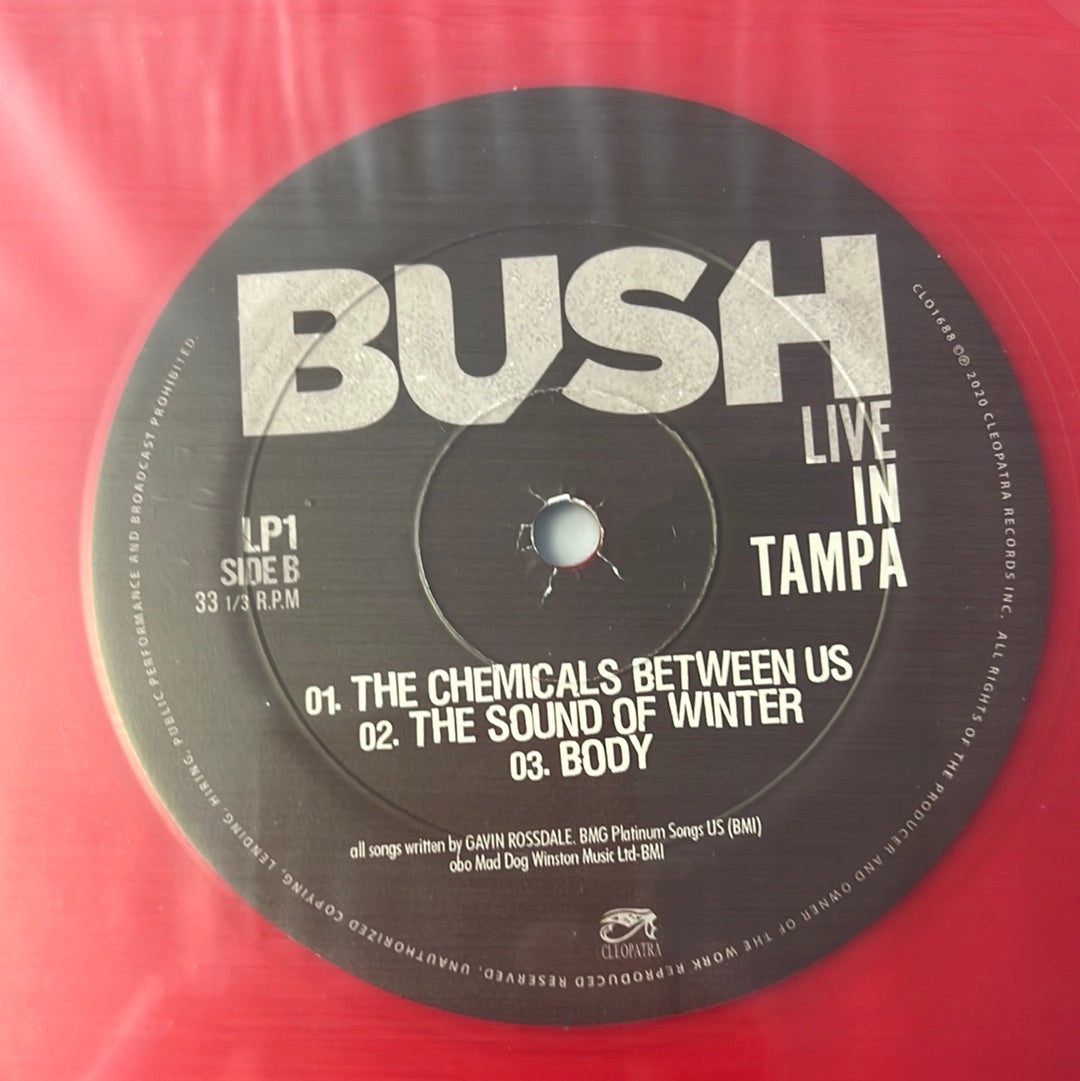 BUSH
LIVE
IN
TAMPA
LP1
SIDE B
33 1/3 R.P.M
01. THE CHEMICALS BETWEEN US
02. THE SOUND OF WINTER
03. BODY
all songs written by GAVIN ROSSDALE. BMG Platinum Songs US (BMI)
obo Mad Dog Winston Music Ltd-BMI
CLEOPATRA
CLO1688 ©℗ 2020 CLEOPATRA RECORDS INC, ALL RIGHTS OF THE PRODUCER AND OWNER OF THE WORK REPRODUCED RESERVED. UNAUTHORIZED COPYING, LENDING, HIRING, PUBLIC PERFORMANCE AND BROADCAST PROHIBITED.